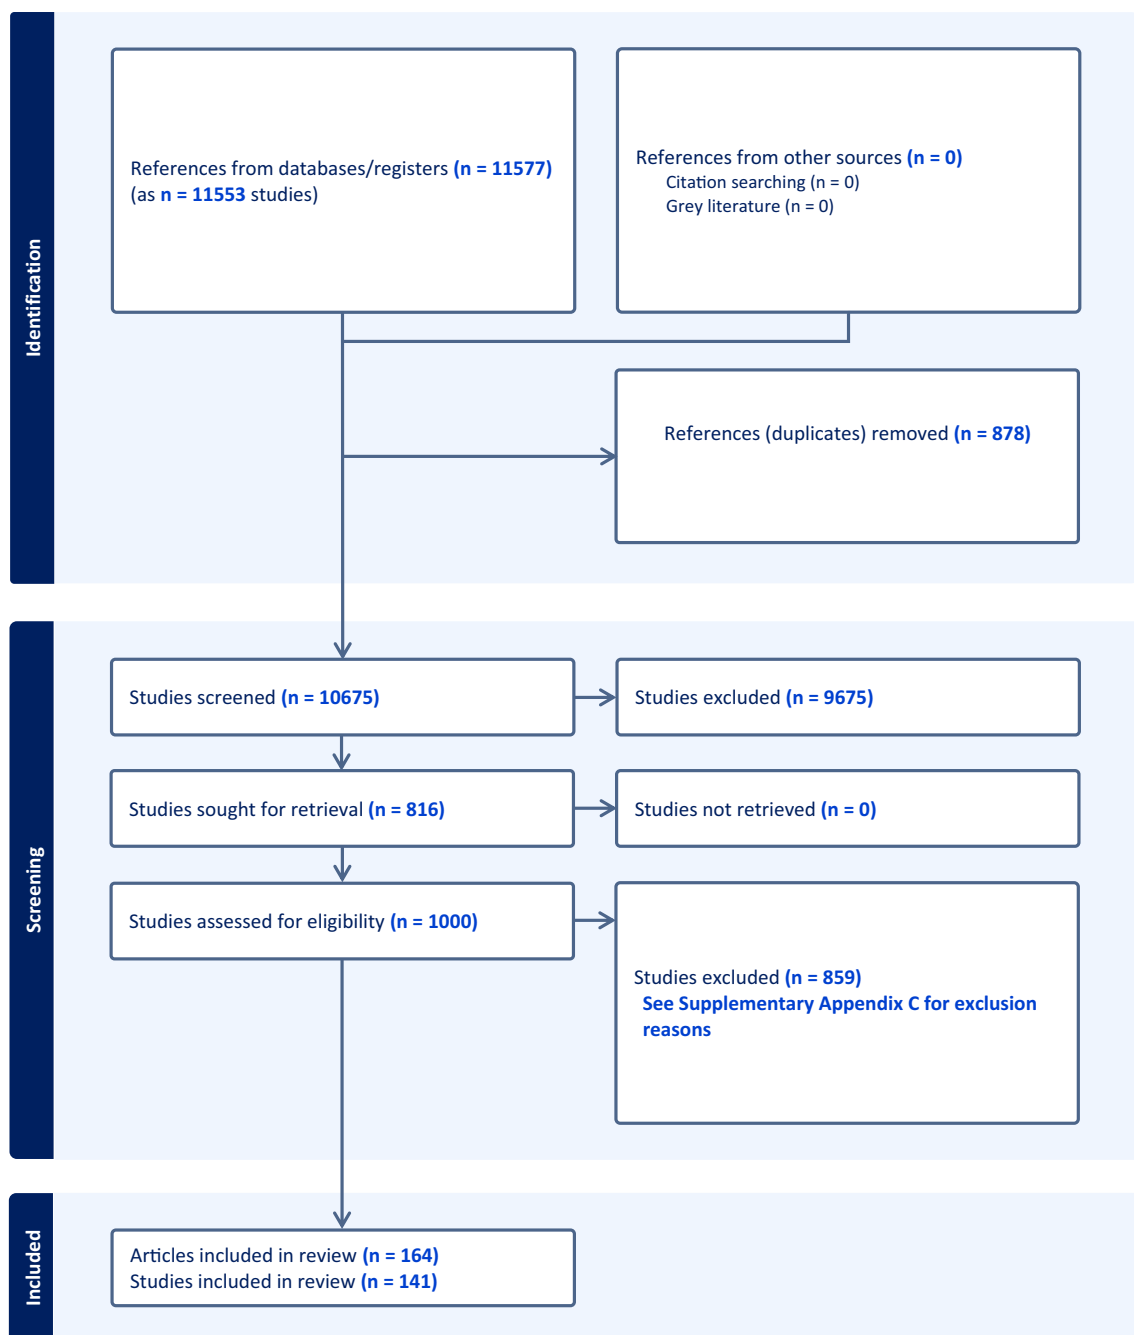 Identification
References from databases/registers (n = 11577)
(as n = 11553 studies)
References from other sources (n = 0)
Citation searching (n = 0)
Grey literature (n = 0)
References (duplicates) removed (n = 878)
Screening
Studies screened (n = 10675)
Studies excluded (n = 9675)
Studies sought for retrieval (n = 816)
Studies not retrieved (n = 0)
Studies assessed for eligibility (n = 1000)
Studies excluded (n = 859)
See Supplementary Appendix C for exclusion
reasons
Included
Articles included in review (n = 164)
Studies included in review (n = 141)